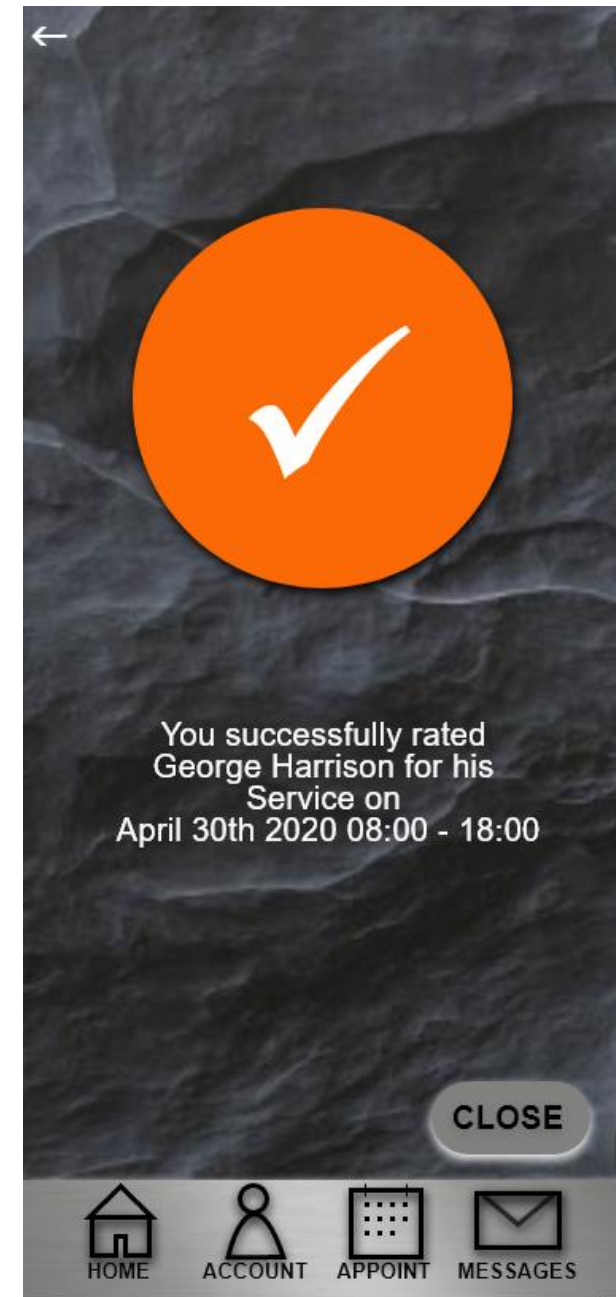 You successfully rated
George Harrison for his
Service on
April 30th 2020 08:00 - 18:00
CLOSE
HOME ACCOUNT APPOINT MESSAGES